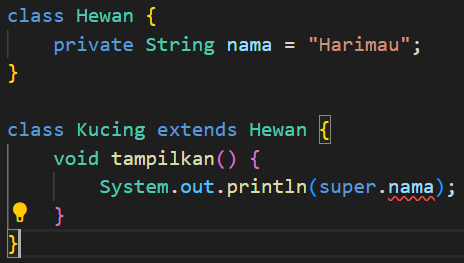 class Hewan {
    private String nama = "Harimau";
}

class Kucing extends Hewan {
    void tampilkan() {
        System.out.println(super.nama);
    }
}